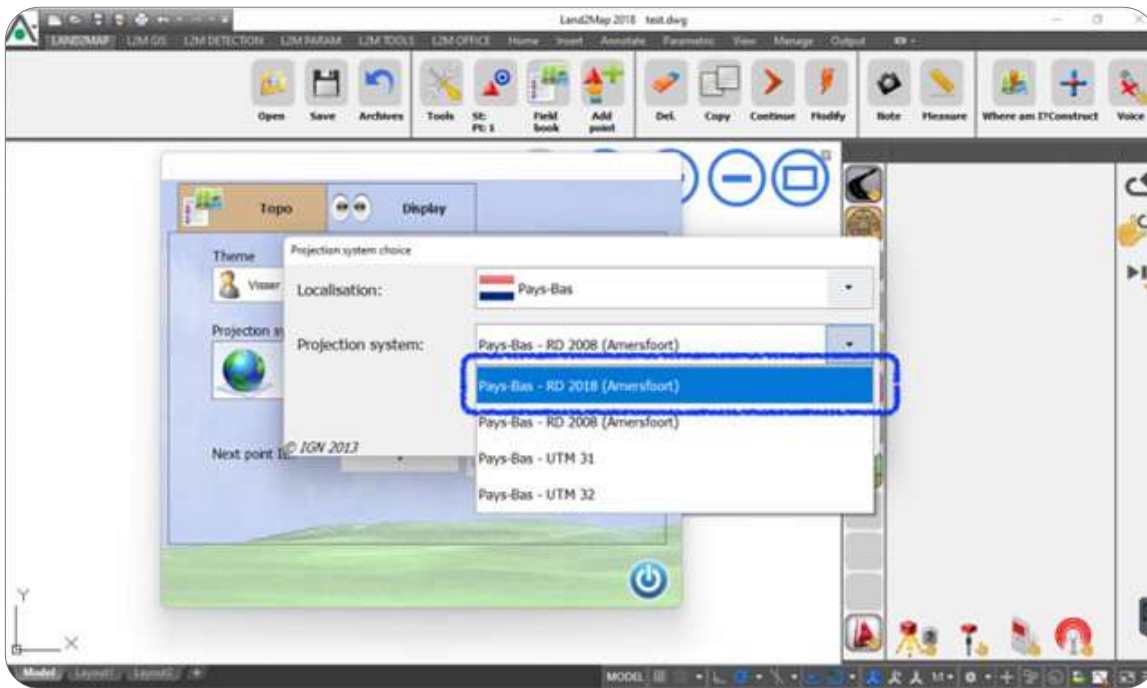 Land2Map 2018 test.dwg
LAND2MAP L2M GIS L2M DETECTION L2M PARAM L2M TOOLS L2M OFFICE Home Insert Annotate Parametric View Manage Output
Open Save Archives Tools St: Field Add Del. Copy Continue Modify Note Measure Where am I? Construct Voice
Pt: 1 book point
Topo Display
Theme
Visser
Projection system choice
Localisation: Pays-Bas
Projection sy
Projection system: Pays-Bas - RD 2008 (Amersfoort)
Pays-Bas - RD 2018 (Amersfoort)
Pays-Bas - RD 2008 (Amersfoort)
Next point
© IGN 2013
Pays-Bas - UTM 31
Pays-Bas - UTM 32
Y
X
Model Layout1 Layout2 +
MODEL